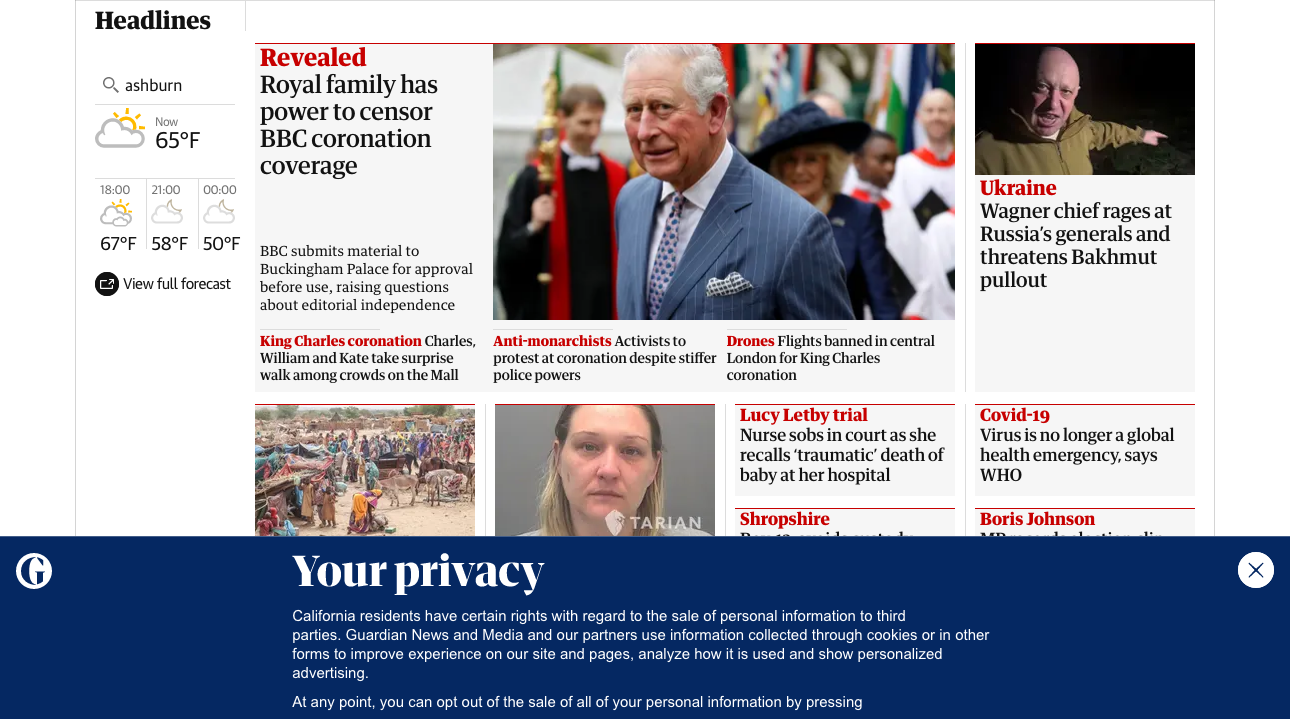 Headlines
ashburn
Now
65°F
18:00
21:00
00:00
67°F
58°F
50°F
View full forecast
Revealed
Royal family has
power to censor
BBC coronation
coverage
BBC submits material to
Buckingham Palace for approval
before use, raising questions
about editorial independence
King Charles coronation Charles,
William and Kate take surprise
walk among crowds on the Mall
Anti-monarchists Activists to
protest at coronation despite stiffer
police powers
Drones Flights banned in central
London for King Charles
coronation
Ukraine
Wagner chief rages at
Russia’s generals and
threatens Bakhmut
pullout
TARIAN
Lucy Letby trial
Nurse sobs in court as she
recalls ‘traumatic’ death of
baby at her hospital
Covid-19
Virus is no longer a global
health emergency, says
WHO
Shropshire
Boris Johnson
G
Your privacy
California residents have certain rights with regard to the sale of personal information to third
parties. Guardian News and Media and our partners use information collected through cookies or in other
forms to improve experience on our site and pages, analyze how it is used and show personalized
advertising.
At any point, you can opt out of the sale of all of your personal information by pressing